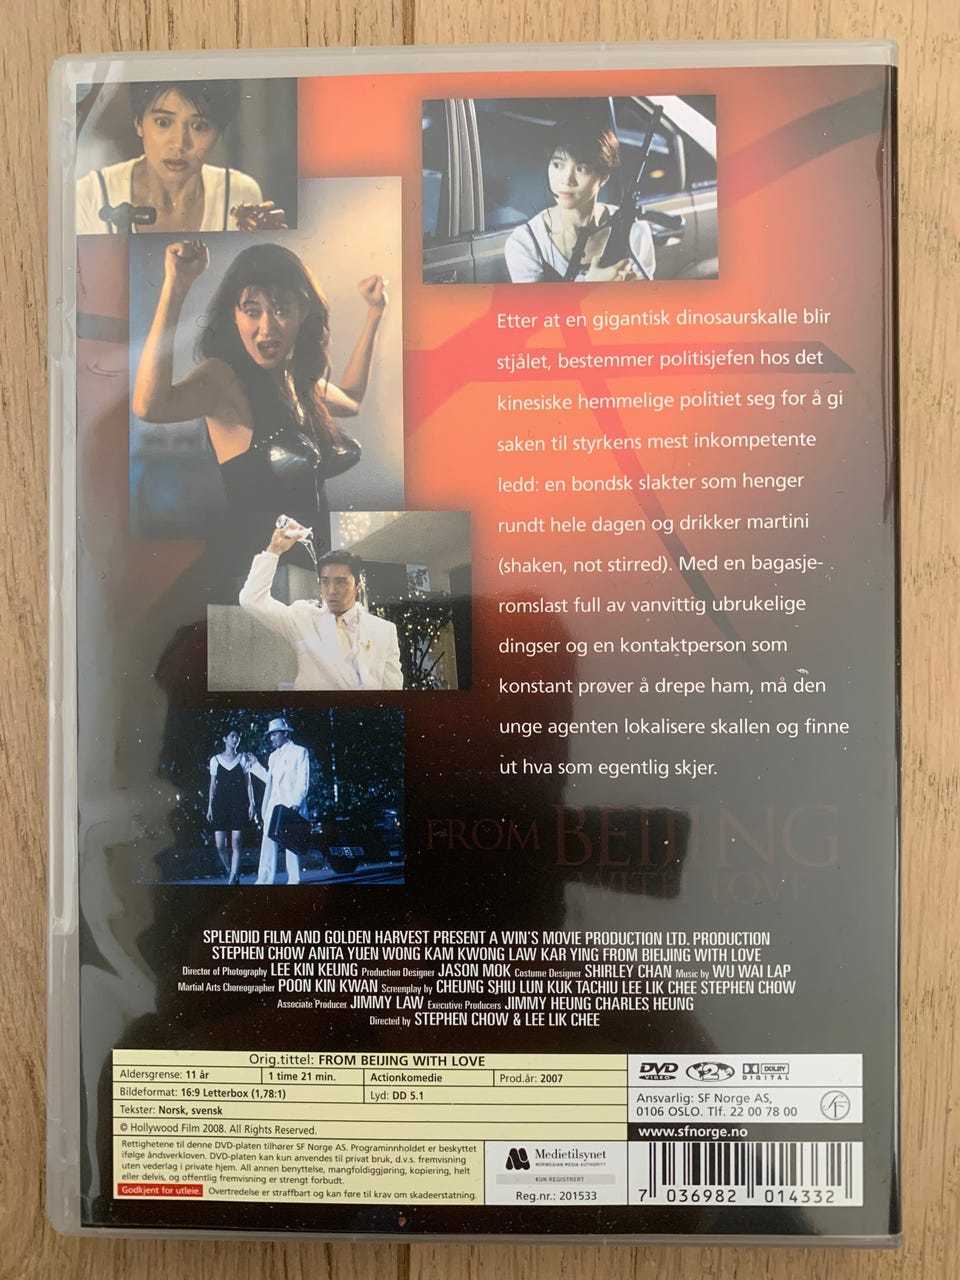 Etter at en gigantisk dinosaurskalle blir
stjålet, bestemmer politisjefen hos det
kinesiske hemmelige politiet seg for å gi
saken til styrkens mest inkompetente
ledd: en bondsk slakter som henger
rundt hele dagen og drikker martini
(shaken, not stirred). Med en bagasje-
romslast full av vanvittig ubrukelige
dingser og en kontaktperson som
konstant prøver å drepe ham, må den
unge agenten lokalisere skallen og finne
ut hva som egentlig skjer.
FROM BEIJING
WITH LOVE
SPLENDID FILM AND GOLDEN HARVEST PRESENT A WIN'S MOVIE PRODUCTION LTD. PRODUCTION
STEPHEN CHOW ANITA YUEN WONG KAM KWONG LAW KAR YING FROM BIEIJING WITH LOVE
Director of Photography LEE KIN KEUNG Production Designer JASON MOK Costume Designer SHIRLEY CHAN Music by WU WAI LAP
Martial Arts Choreographer POON KIN KWAN Screenplay by CHEUNG SHIU LUN KUK TACHIU LEE LIK CHEE STEPHEN CHOW
Associate Producer JIMMY LAW Executive Producers JIMMY HEUNG CHARLES HEUNG
Directed by STEPHEN CHOW & LEE LIK CHEE
Orig.tittel: FROM BEIJING WITH LOVE
Aldersgrense: 11 år 1 time 21 min. Actionkomedie Prod.år: 2007
Bildeformat: 16:9 Letterbox (1,78:1) Lyd: DD 5.1
Tekster: Norsk, svensk
© Hollywood Film 2008. All Rights Reserved.
Rettighetene til denne DVD-platen tilhører SF Norge AS. Programinnholdet er beskyttet
ifølge åndsverkloven. DVD-platen kan kun anvendes til privat bruk, d.v.s. fremvisning
uten vederlag i private hjem. All annen benyttelse, mangfoldiggjøring, kopiering, helt
eller delvis, og offentlig fremvisning er strengt forbudt.
Godkjent for utleie. Overtredelse er straffbart og kan føre til krav om skadeerstatning.
DVD VIDEO 2 DOLBY DIGITAL
Ansvarlig: SF Norge AS,
0106 OSLO. Tlf. 22 00 78 00
SF
www.sfnorge.no
Medietilsynet
NORWEGIAN MEDIA AUTHORITY
KUN REGISTRERT
Reg.nr.: 201533
7 036982 014332